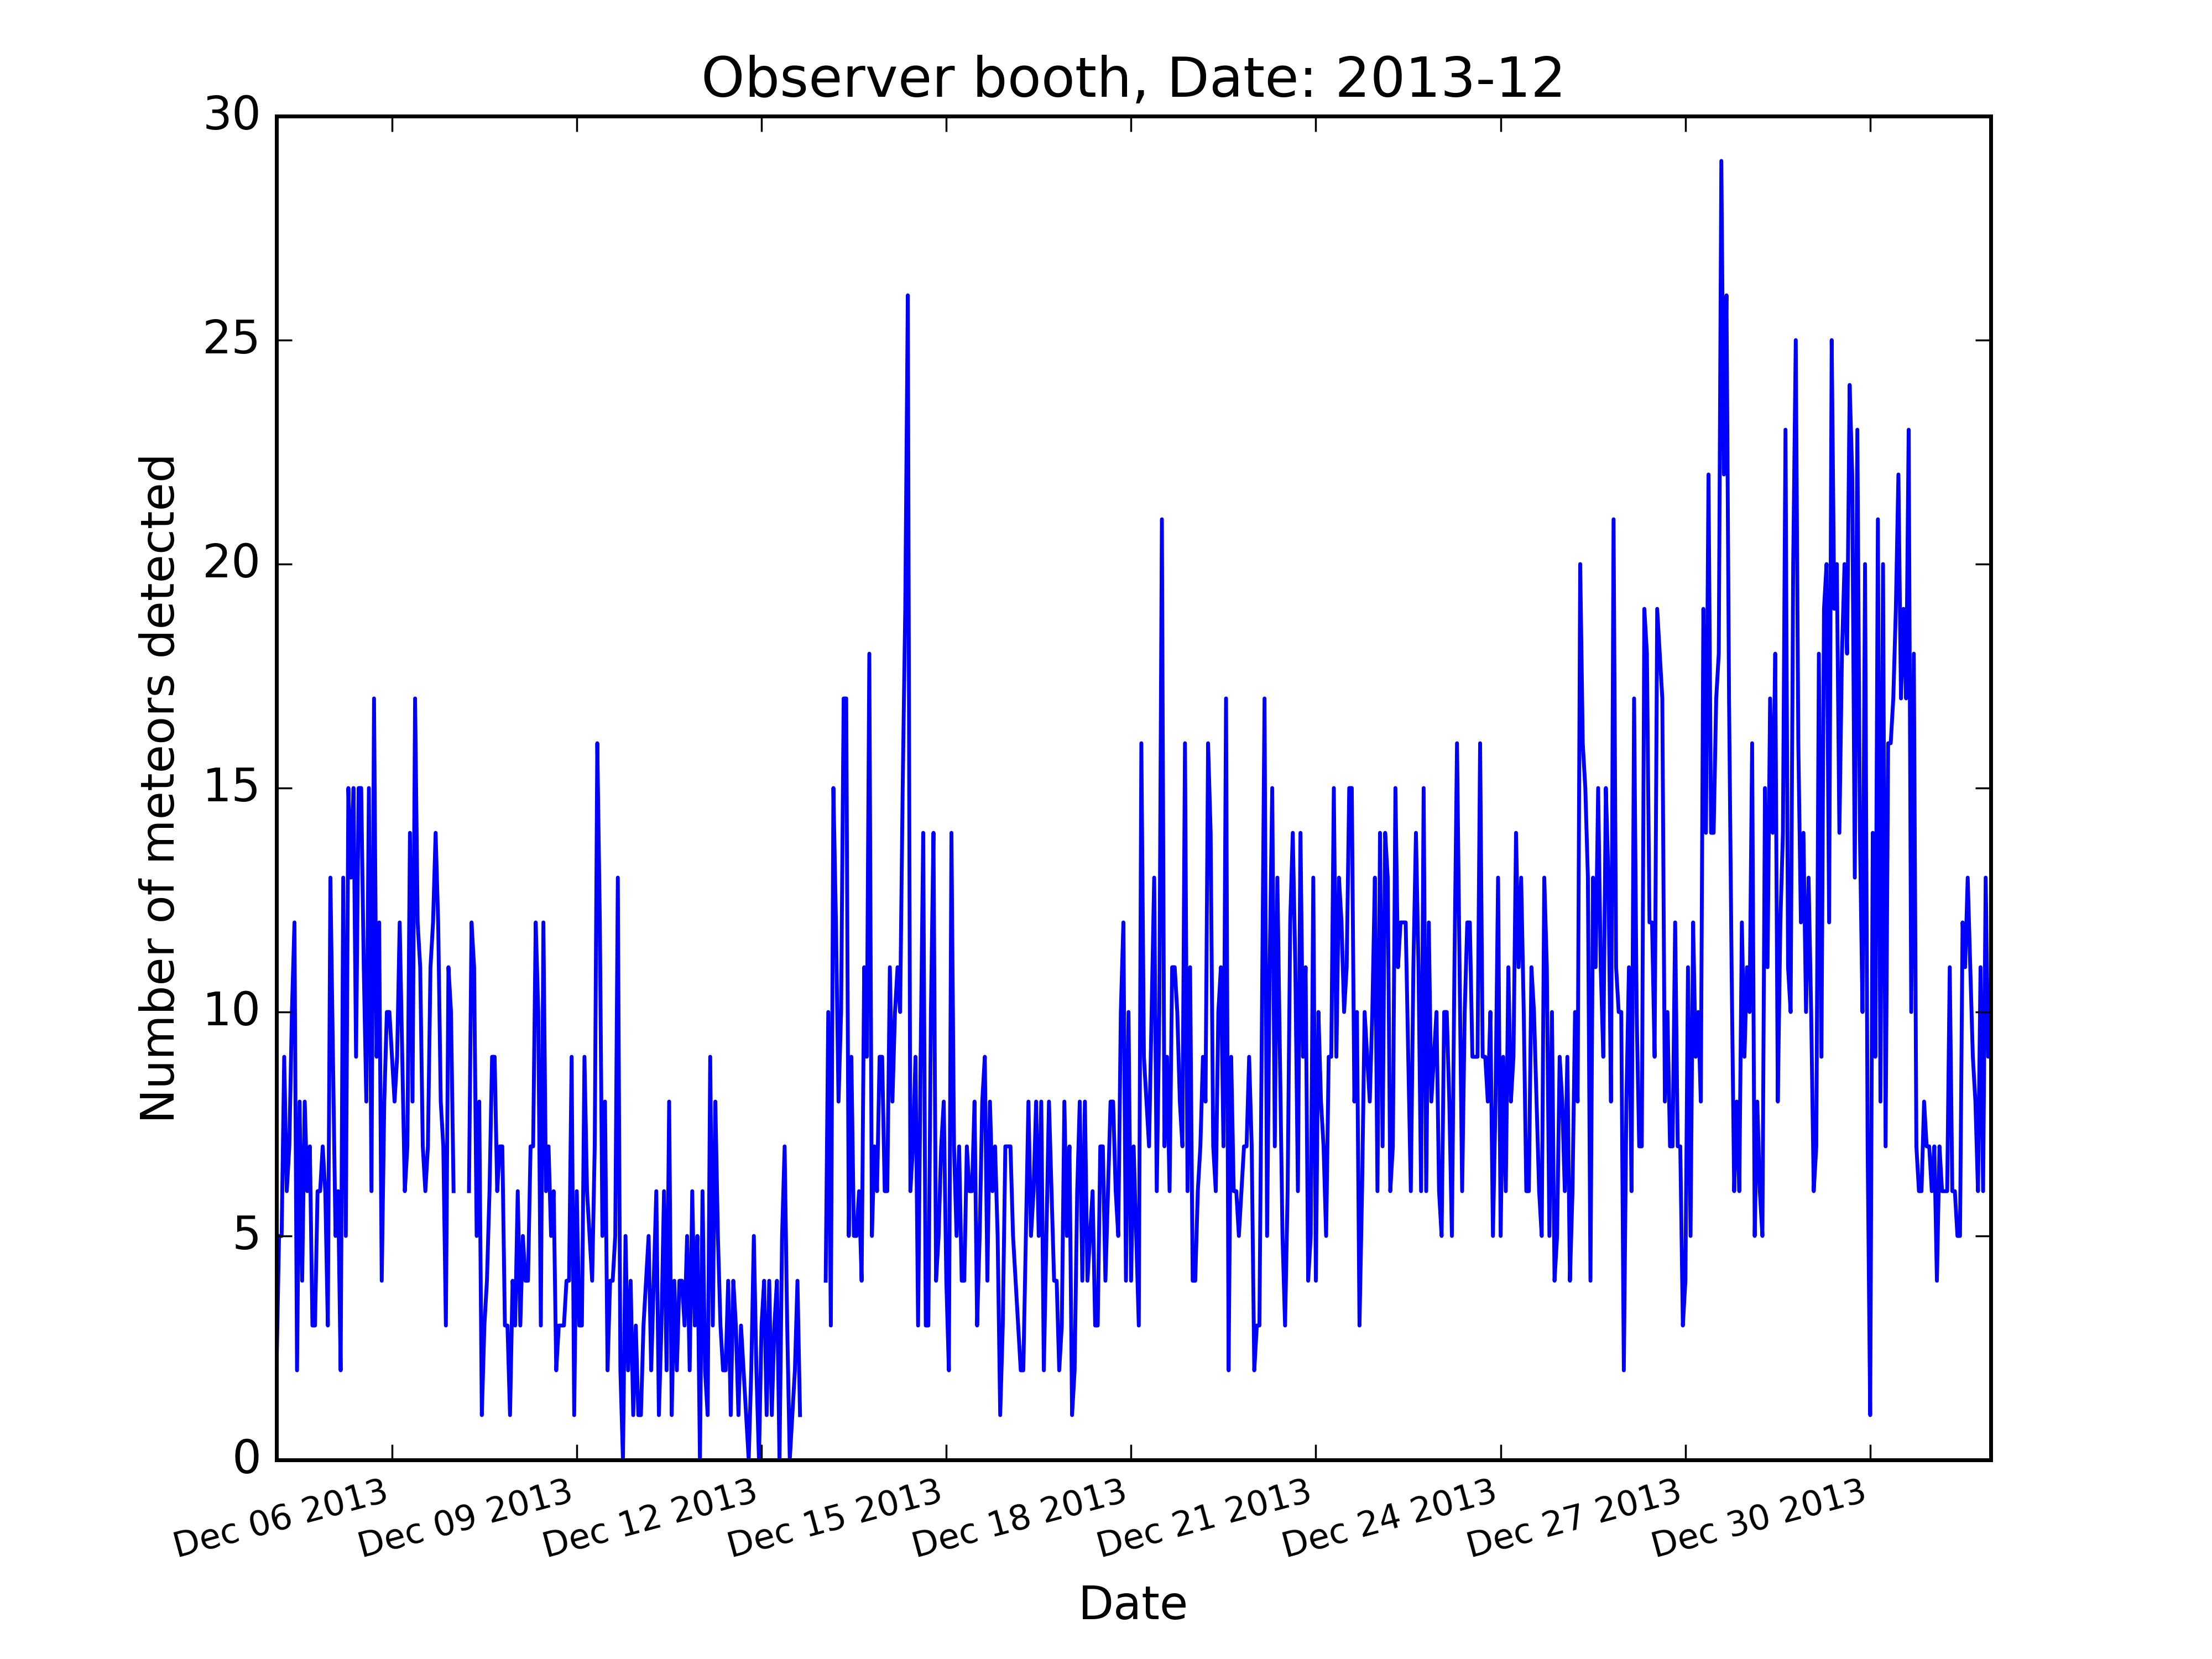 Observer booth, Date: 2013-12
30
25
20
15
10
5
0
Number of meteors detected
Dec 06 2013
Dec 09 2013
Dec 12 2013
Dec 15 2013
Dec 18 2013
Dec 21 2013
Dec 24 2013
Dec 27 2013
Dec 30 2013
Date